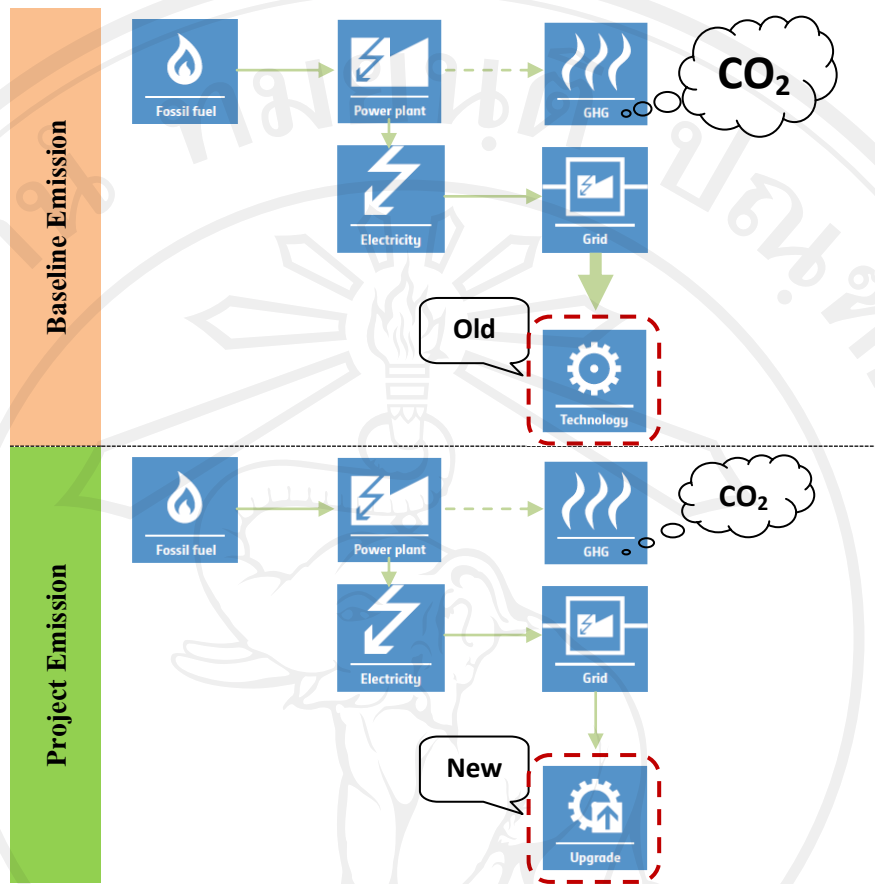 Baseline Emission
Fossil fuel
Power plant
GHG
CO₂
Electricity
Grid
Old
Technology
Project Emission
Fossil fuel
Power plant
GHG
CO₂
Electricity
Grid
New
Upgrade